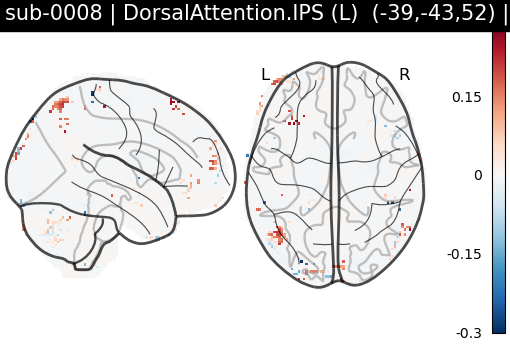 sub-0008 | DorsalAttention.IPS (L)  (-39,-43,52) |
L
R
0.15
0
-0.15
-0.3